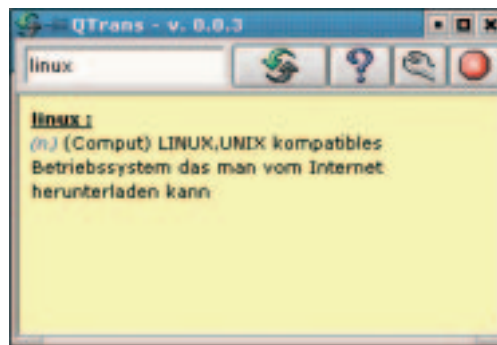 QTrans - v. 0.0.3
linux
linux :
(n.) (Comput) LINUX,UNIX kompatibles
Betriebssystem das man vom Internet
herunterladen kann